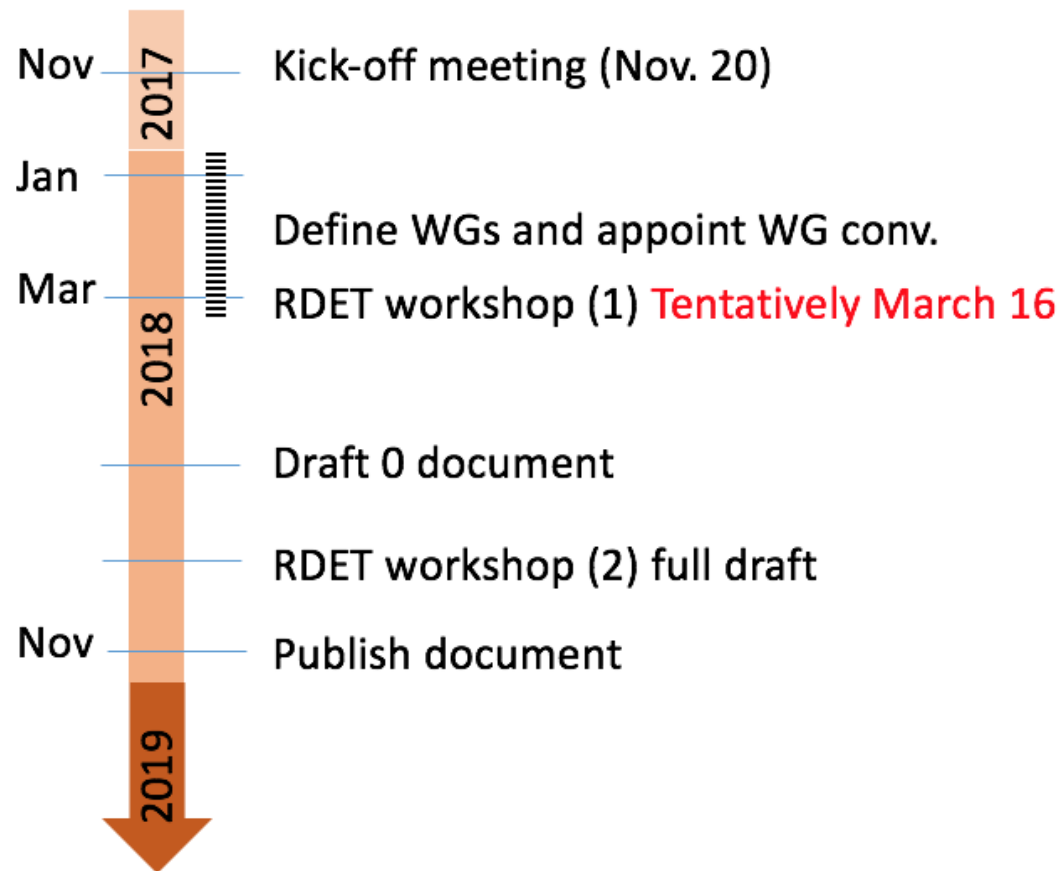 2017
Nov
Kick-off meeting (Nov. 20)
Jan
Define WGs and appoint WG conv.
Mar
RDET workshop (1) Tentatively March 16
2018
Draft 0 document
RDET workshop (2) full draft
Nov
Publish document
2019